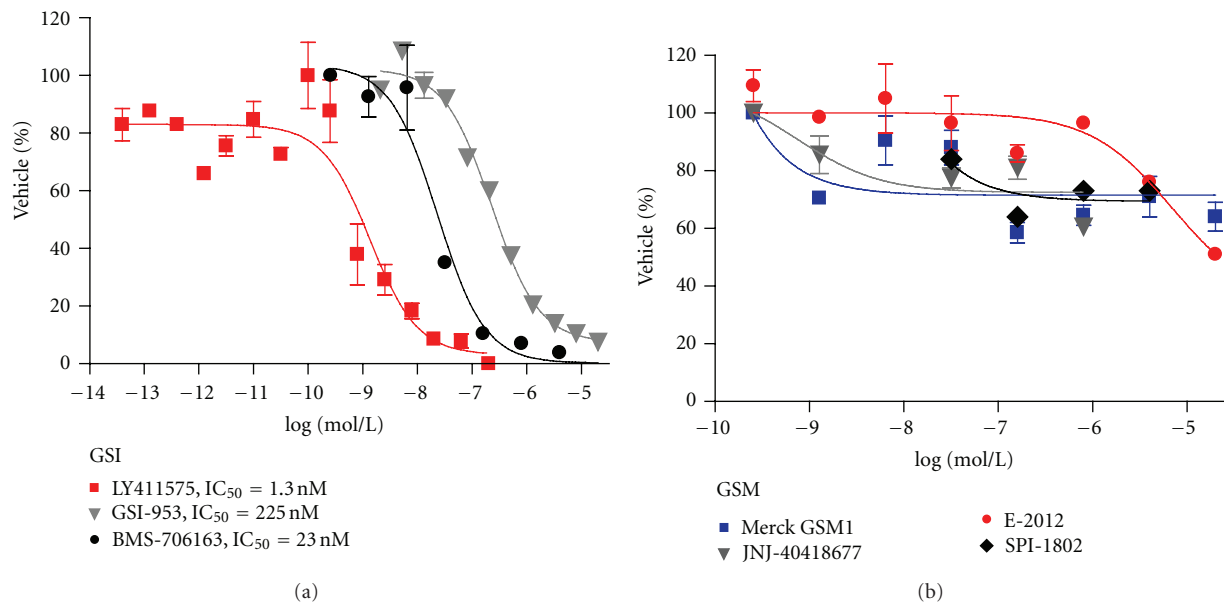 120
100
80
60
40
20
0
Vehicle (%)
−14 −13 −12 −11 −10 −9 −8 −7 −6 −5
log (mol/L)
GSI
LY411575, IC50 = 1.3 nM
GSI-953, IC50 = 225 nM
BMS-706163, IC50 = 23 nM
(a)
120
100
80
60
40
20
0
Vehicle (%)
−10 −9 −8 −7 −6 −5
log (mol/L)
GSM
Merck GSM1
JNJ-40418677
E-2012
SPI-1802
(b)